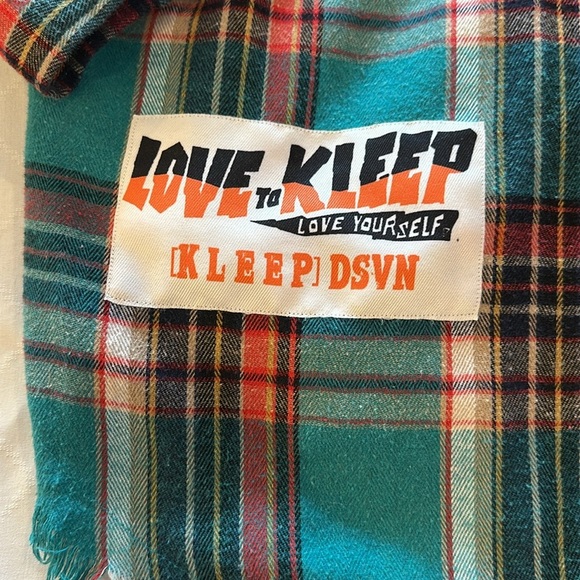 LOVE TO KLEEP
LOVE YOURSELF.
[KLEEP] DSVN